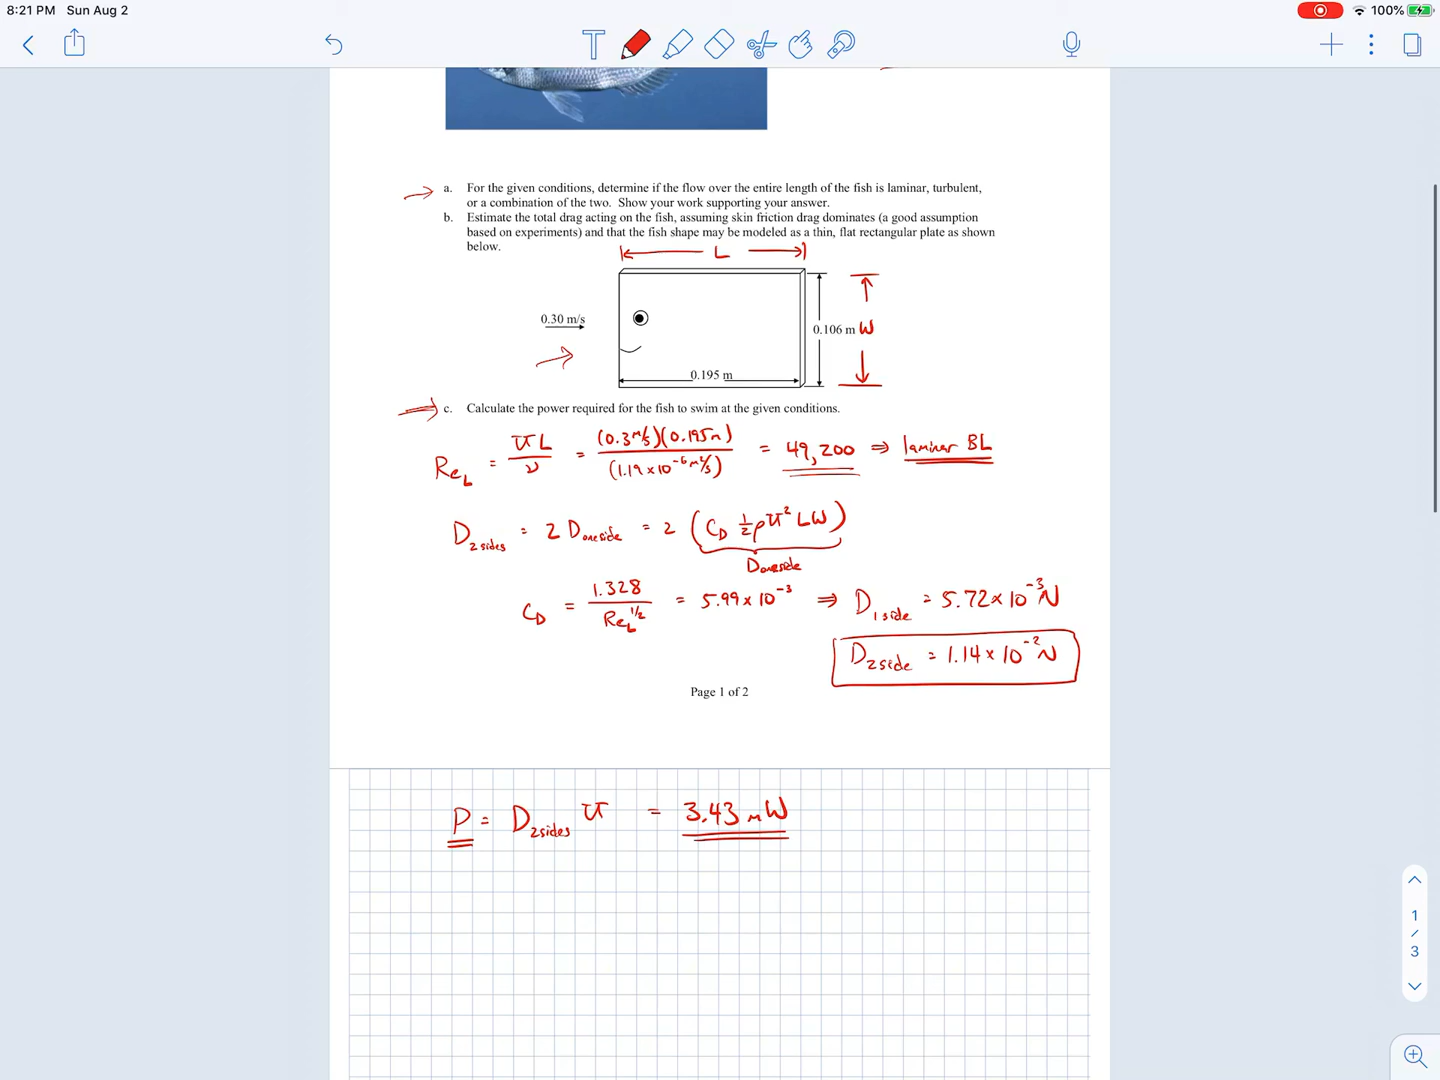 8:21 PM Sun Aug 2
100%
T
a. For the given conditions, determine if the flow over the entire length of the fish is laminar, turbulent,
or a combination of the two. Show your work supporting your answer.
b. Estimate the total drag acting on the fish, assuming skin friction drag dominates (a good assumption
based on experiments) and that the fish shape may be modeled as a thin, flat rectangular plate as shown
below.
L
0.30 m/s
0.106 m W
0.195 m
c. Calculate the power required for the fish to swim at the given conditions.
Re_L = UL/ν = (0.3 m/s)(0.195m)/(1.19×10^-6 m²/s) = 49,200 ⇒ laminar BL
D_2 sides = 2 D_one side = 2 (C_D ½ρU² LW)
D_one side
C_D = 1.328/Re_L^1/2 = 5.99×10^-3 ⇒ D_1 side = 5.72×10^-3 N
D_2 side = 1.14×10^-2 N
Page 1 of 2
P = D_2 sides U = 3.43 mW
1
/
3